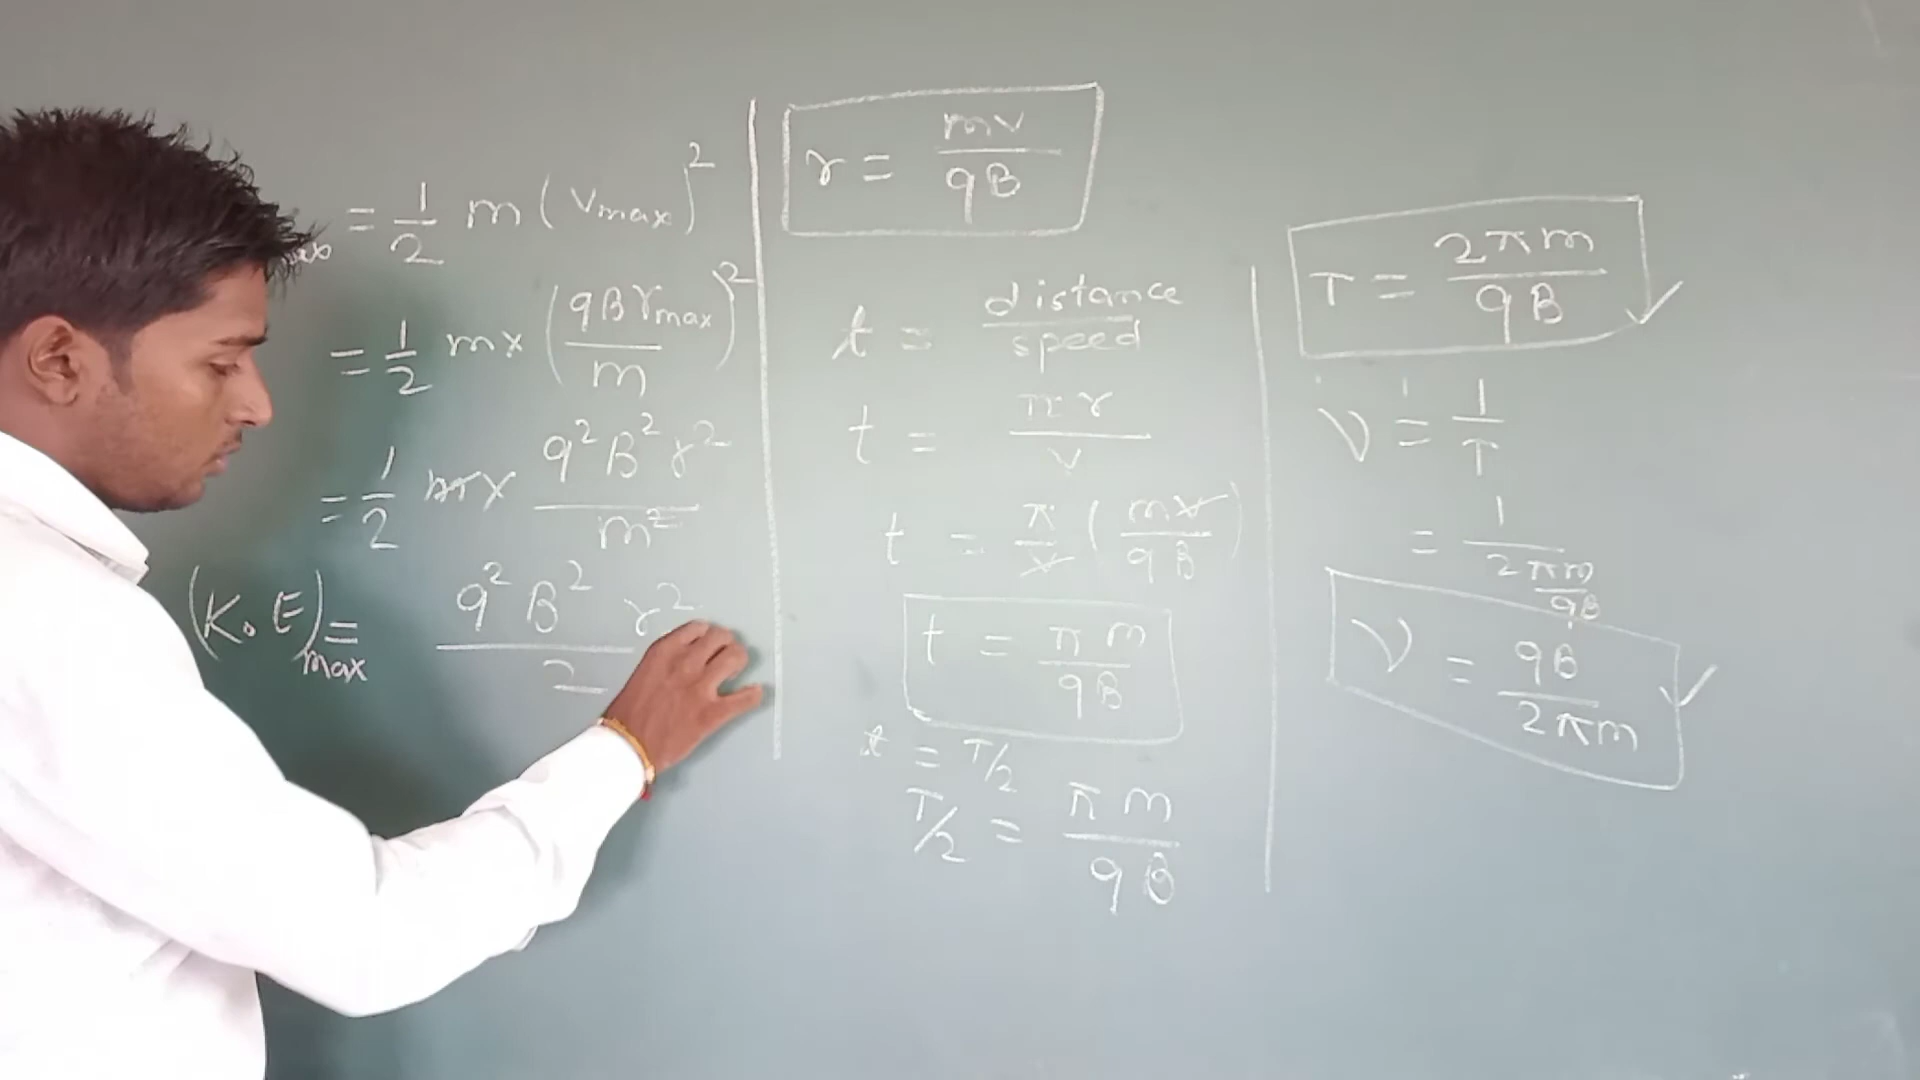 max = 1/2 m (Vmax)²
= 1/2 m x (qBrmax / m)²
= 1/2 m x q²B²r² / m²
(K.E)max = q²B²r² / 2
r = mv / qB
t = distance / speed
t = πr / v
t = π/v (mv / qB)
t = πm / qB
t = T/2
T/2 = πm / qB
T = 2πm / qB ✓
ν = 1/T
= 1 / 2πm/qB
ν = qB / 2πm ✓